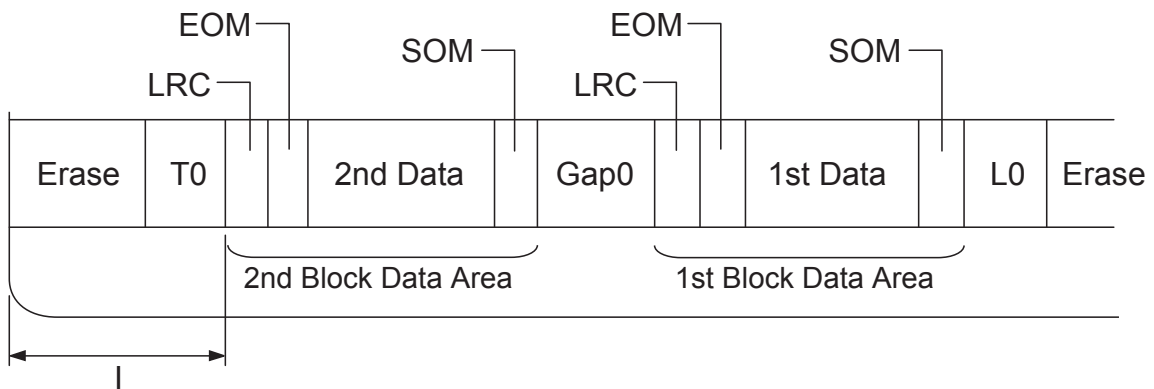 EOM
SOM
LRC
EOM
SOM
LRC
Erase
T0
2nd Data
Gap0
1st Data
L0
Erase
2nd Block Data Area
1st Block Data Area
l